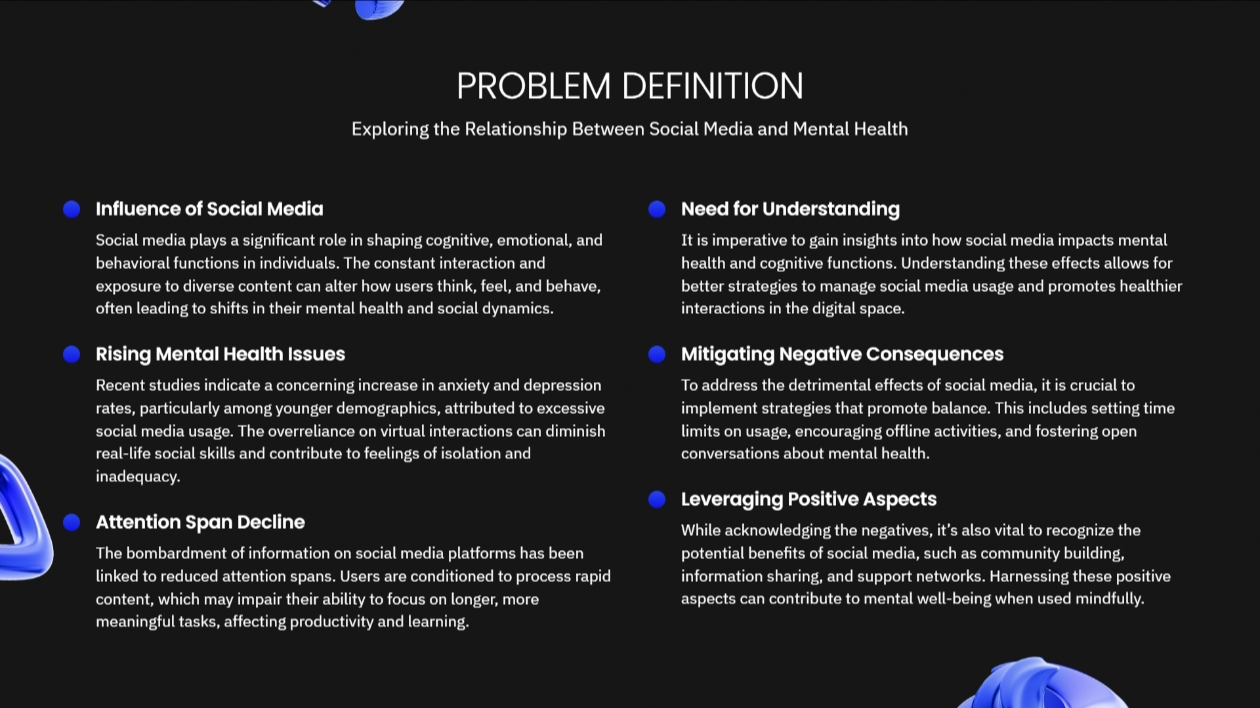 PROBLEM DEFINITION
Exploring the Relationship Between Social Media and Mental Health
Influence of Social Media
Social media plays a significant role in shaping cognitive, emotional, and
behavioral functions in individuals. The constant interaction and
exposure to diverse content can alter how users think, feel, and behave,
often leading to shifts in their mental health and social dynamics.
Rising Mental Health Issues
Recent studies indicate a concerning increase in anxiety and depression
rates, particularly among younger demographics, attributed to excessive
social media usage. The overreliance on virtual interactions can diminish
real-life social skills and contribute to feelings of isolation and
inadequacy.
Attention Span Decline
The bombardment of information on social media platforms has been
linked to reduced attention spans. Users are conditioned to process rapid
content, which may impair their ability to focus on longer, more
meaningful tasks, affecting productivity and learning.
Need for Understanding
It is imperative to gain insights into how social media impacts mental
health and cognitive functions. Understanding these effects allows for
better strategies to manage social media usage and promotes healthier
interactions in the digital space.
Mitigating Negative Consequences
To address the detrimental effects of social media, it is crucial to
implement strategies that promote balance. This includes setting time
limits on usage, encouraging offline activities, and fostering open
conversations about mental health.
Leveraging Positive Aspects
While acknowledging the negatives, it’s also vital to recognize the
potential benefits of social media, such as community building,
information sharing, and support networks. Harnessing these positive
aspects can contribute to mental well-being when used mindfully.